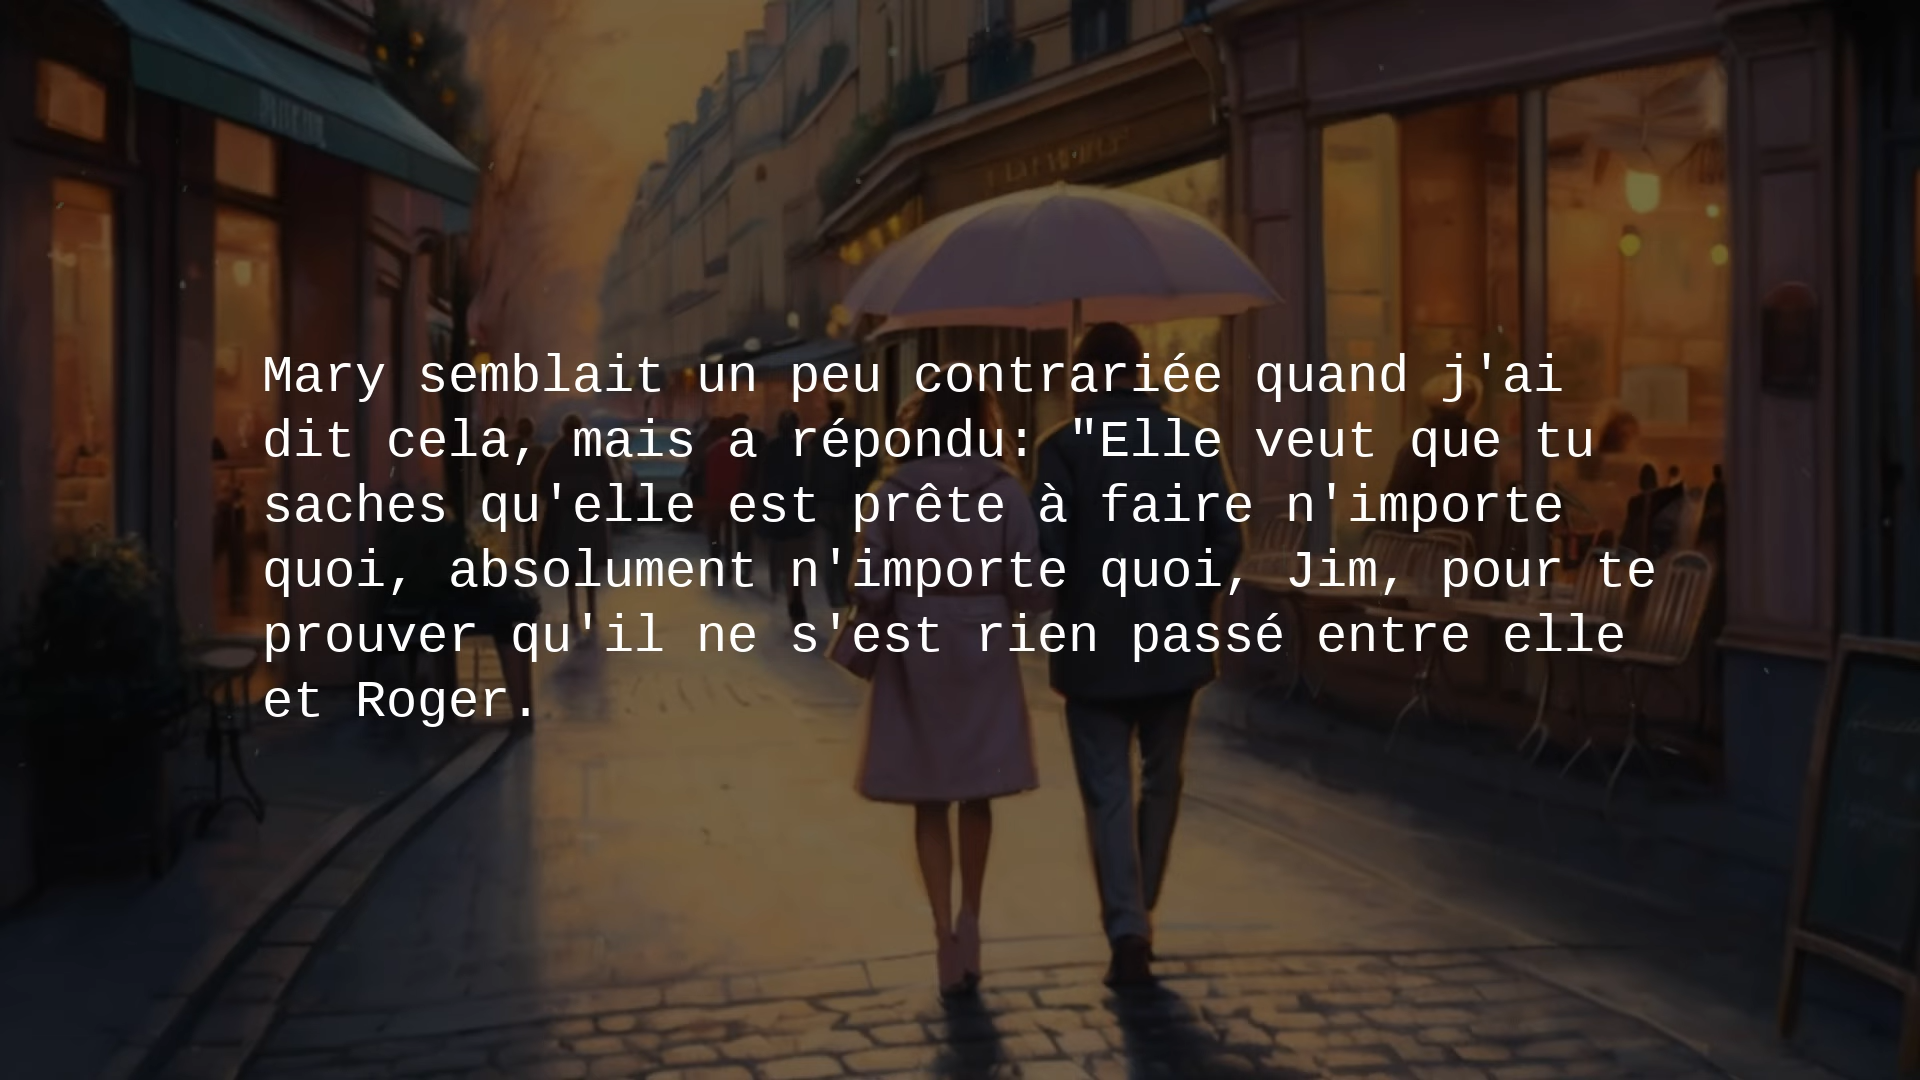 Mary semblait un peu contrariée quand j'ai
dit cela, mais a répondu: "Elle veut que tu
saches qu'elle est prête à faire n'importe
quoi, absolument n'importe quoi, Jim, pour te
prouver qu'il ne s'est rien passé entre elle
et Roger.